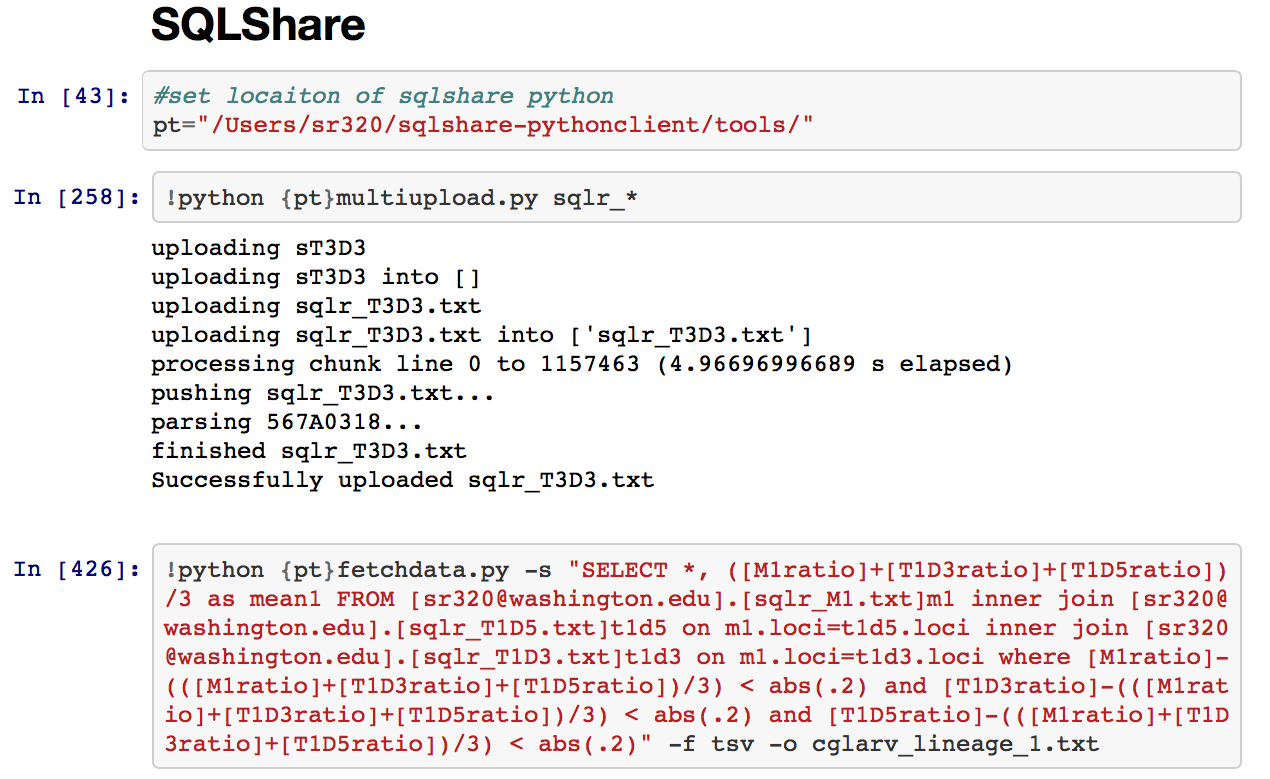 SQLShare
In [43]: #set locaiton of sqlshare python
pt="/Users/sr320/sqlshare-pythonclient/tools/"
In [258]: !python {pt}multiupload.py sqlr_*
uploading sT3D3
uploading sT3D3 into []
uploading sqlr_T3D3.txt
uploading sqlr_T3D3.txt into ['sqlr_T3D3.txt']
processing chunk line 0 to 1157463 (4.96696996689 s elapsed)
pushing sqlr_T3D3.txt...
parsing 567A0318...
finished sqlr_T3D3.txt
Successfully uploaded sqlr_T3D3.txt
In [426]: !python {pt}fetchdata.py -s "SELECT *, ([M1ratio]+[T1D3ratio]+[T1D5ratio])
/3 as mean1 FROM [sr320@washington.edu].[sqlr_M1.txt]m1 inner join [sr320@
washington.edu].[sqlr_T1D5.txt]t1d5 on m1.loci=t1d5.loci inner join [sr320
@washington.edu].[sqlr_T1D3.txt]t1d3 on m1.loci=t1d3.loci where [M1ratio]-
(([M1ratio]+[T1D3ratio]+[T1D5ratio])/3) < abs(.2) and [T1D3ratio]-(([M1rat
io]+[T1D3ratio]+[T1D5ratio])/3) < abs(.2) and [T1D5ratio]-(([M1ratio]+[T1D
3ratio]+[T1D5ratio])/3) < abs(.2)" -f tsv -o cglarv_lineage_1.txt